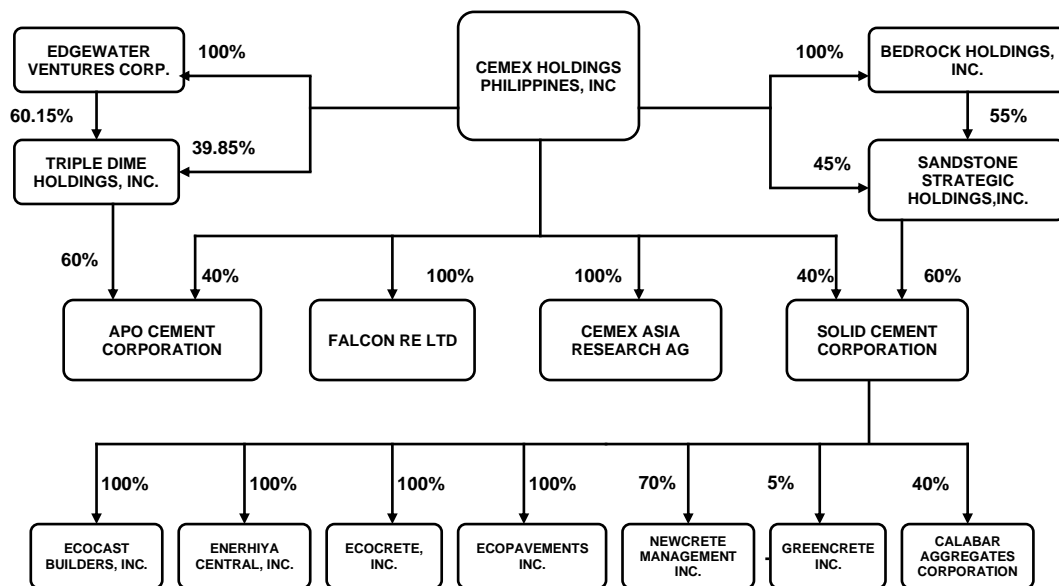 EDGEWATER
VENTURES CORP.
100%
CEMEX HOLDINGS
PHILIPPINES, INC
100%
BEDROCK HOLDINGS,
INC.
60.15%
55%
39.85%
TRIPLE DIME
HOLDINGS, INC.
45%
SANDSTONE
STRATEGIC
HOLDINGS,INC.
60%
40%
100%
100%
40%
60%
APO CEMENT
CORPORATION
FALCON RE LTD
CEMEX ASIA
RESEARCH AG
SOLID CEMENT
CORPORATION
100%
100%
100%
100%
70%
5%
40%
ECOCAST
BUILDERS, INC.
ENERHIYA
CENTRAL, INC.
ECOCRETE,
INC.
ECOPAVEMENTS
INC.
NEWCRETE
MANAGEMENT
INC.
GREENCRETE
INC.
CALABAR
AGGREGATES
CORPORATION